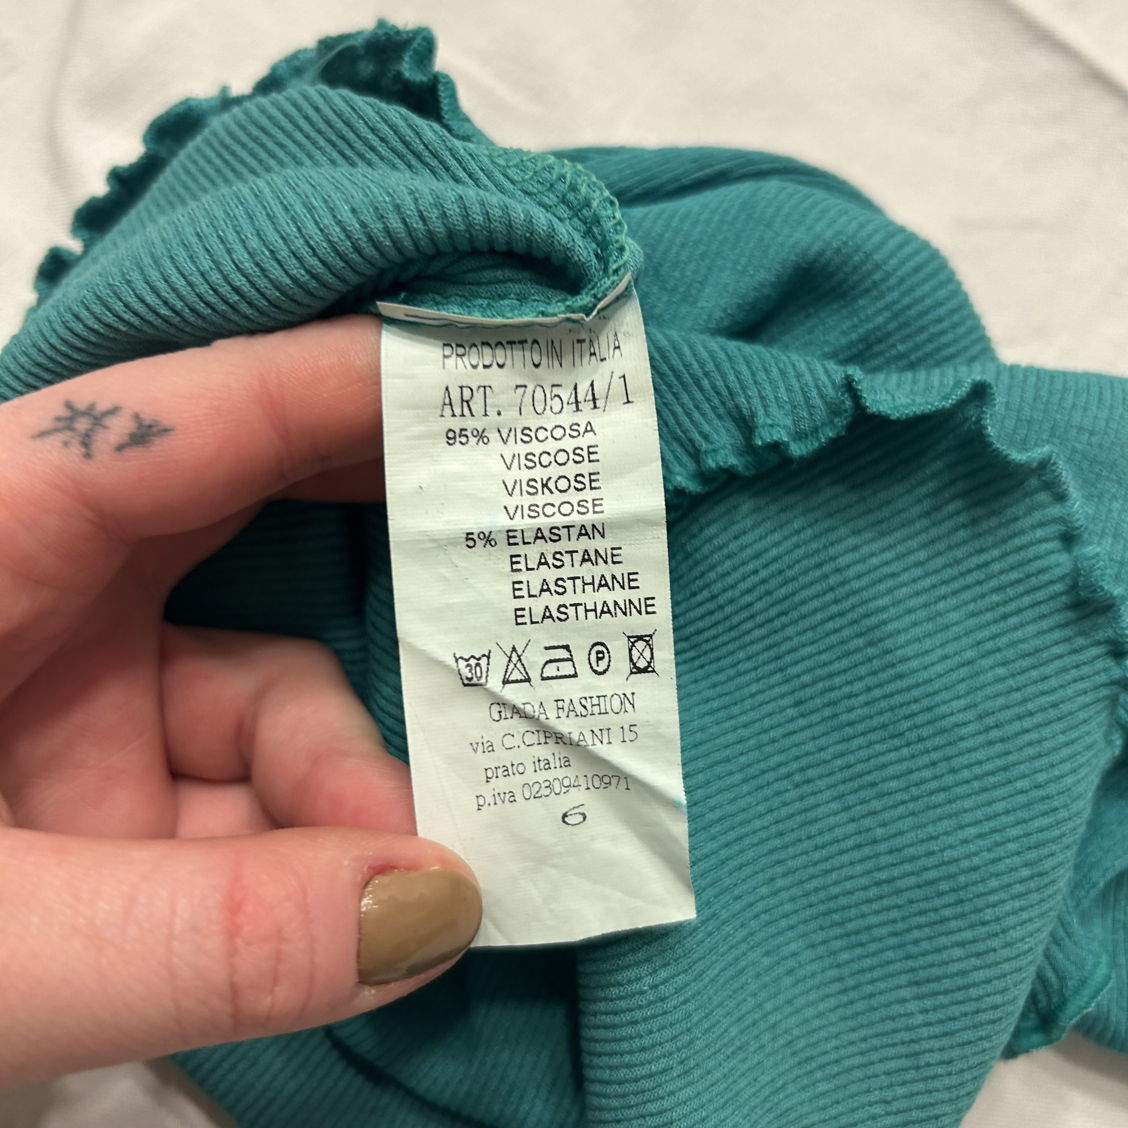 PRODOTTO IN ITALIA
ART. 70544/1
95% VISCOSA
VISCOSE
VISKOSE
VISCOSE
5% ELASTAN
ELASTANE
ELASTHANE
ELASTHANNE
30 P
GIADA FASHION
via C.CIPRIANI 15
prato italia
p.iva 02309410971
6